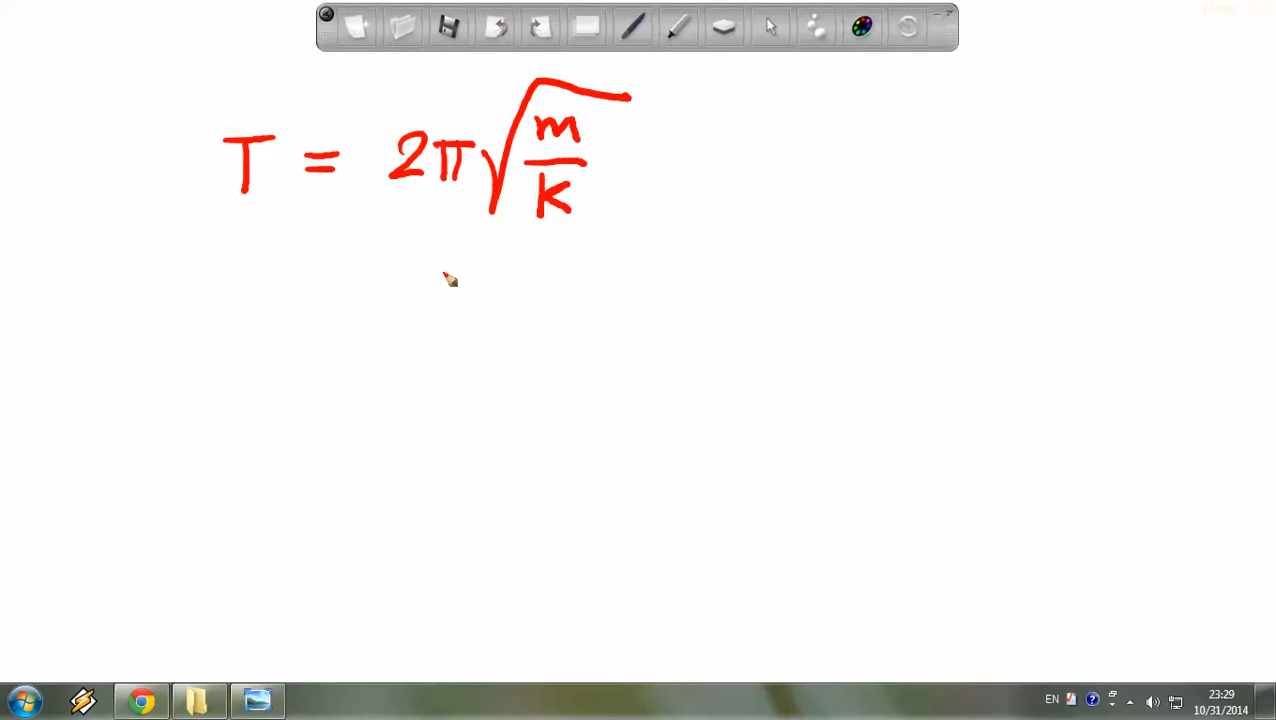 T = 2π√(m/k)
EN
23:29
10/31/2014